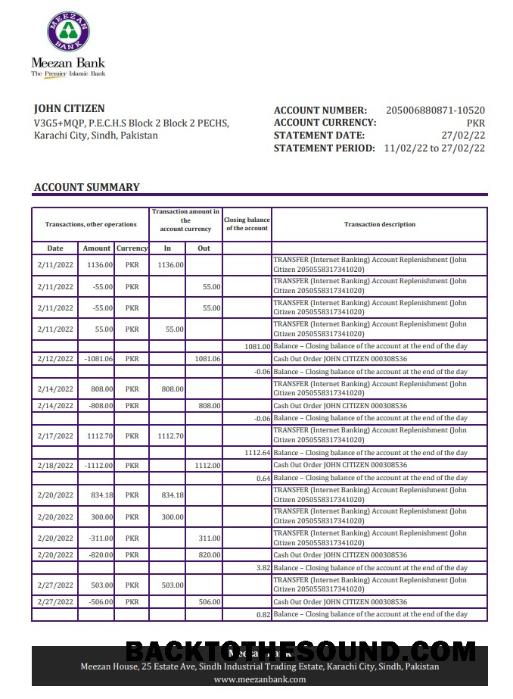 MEEZAN
BANK
Meezan Bank
The Premier Islamic Bank
JOHN CITIZEN
V3G5+MQP, P.E.C.H.S Block 2 Block 2 PECHS,
Karachi City, Sindh, Pakistan
ACCOUNT NUMBER: 205006880871-10520
ACCOUNT CURRENCY: PKR
STATEMENT DATE: 27/02/22
STATEMENT PERIOD: 11/02/22 to 27/02/22
ACCOUNT SUMMARY
Transactions, other operations
Transaction amount in
the
account currency
Closing balance
of the account
Transaction description
Date Amount Currency In Out
2/11/2022 1136.00 PKR 1136.00 TRANSFER (Internet Banking) Account Replenishment (John
Citizen 2050558317341020)
2/11/2022 -55.00 PKR 55.00 TRANSFER (Internet Banking) Account Replenishment (John
Citizen 2050558317341020)
2/11/2022 -55.00 PKR 55.00 TRANSFER (Internet Banking) Account Replenishment (John
Citizen 2050558317341020)
2/11/2022 55.00 PKR 55.00 TRANSFER (Internet Banking) Account Replenishment (John
Citizen 2050558317341020)
1081.00 Balance – Closing balance of the account at the end of the day
2/12/2022 -1081.06 PKR 1081.06 Cash Out Order JOHN CITIZEN 000308536
-0.06 Balance – Closing balance of the account at the end of the day
2/14/2022 808.00 PKR 808.00 TRANSFER (Internet Banking) Account Replenishment (John
Citizen 2050558317341020)
2/14/2022 -808.00 PKR 808.00 Cash Out Order JOHN CITIZEN 000308536
-0.06 Balance – Closing balance of the account at the end of the day
2/17/2022 1112.70 PKR 1112.70 TRANSFER (Internet Banking) Account Replenishment (John
Citizen 2050558317341020)
1112.64 Balance – Closing balance of the account at the end of the day
2/18/2022 -1112.00 PKR 1112.00 Cash Out Order JOHN CITIZEN 000308536
0.64 Balance – Closing balance of the account at the end of the day
2/20/2022 834.18 PKR 834.18 TRANSFER (Internet Banking) Account Replenishment (John
Citizen 2050558317341020)
2/20/2022 300.00 PKR 300.00 TRANSFER (Internet Banking) Account Replenishment (John
Citizen 2050558317341020)
2/20/2022 -311.00 PKR 311.00 TRANSFER (Internet Banking) Account Replenishment (John
Citizen 2050558317341020)
2/20/2022 -820.00 PKR 820.00 Cash Out Order JOHN CITIZEN 000308536
3.82 Balance – Closing balance of the account at the end of the day
2/27/2022 503.00 PKR 503.00 TRANSFER (Internet Banking) Account Replenishment (John
Citizen 2050558317341020)
2/27/2022 -506.00 PKR 506.00 Cash Out Order JOHN CITIZEN 000308536
0.82 Balance – Closing balance of the account at the end of the day
BACKTOTHESOUND.COM
Meezan House, 25 Estate Ave, Sindh Industrial Trading Estate, Karachi City, Sindh, Pakistan
www.meezanbank.com